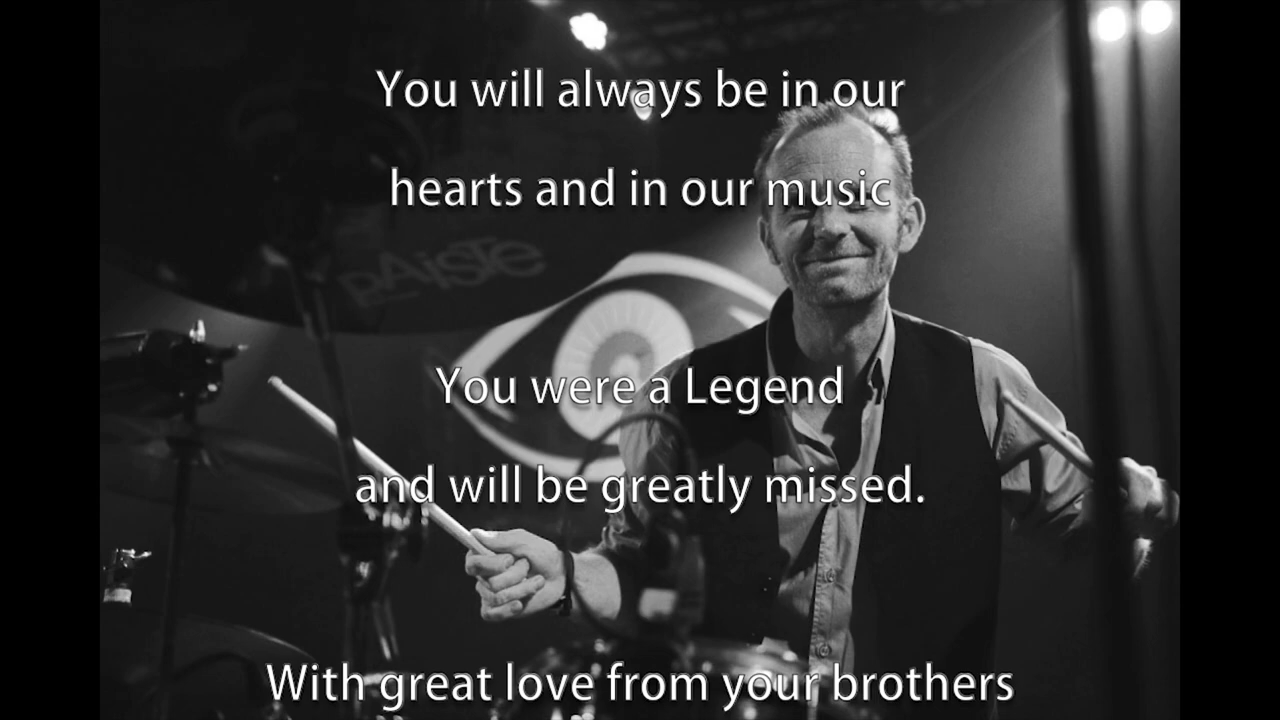 You will always be in our
hearts and in our music
PAiSTe
You were a Legend
and will be greatly missed.
With great love from your brothers